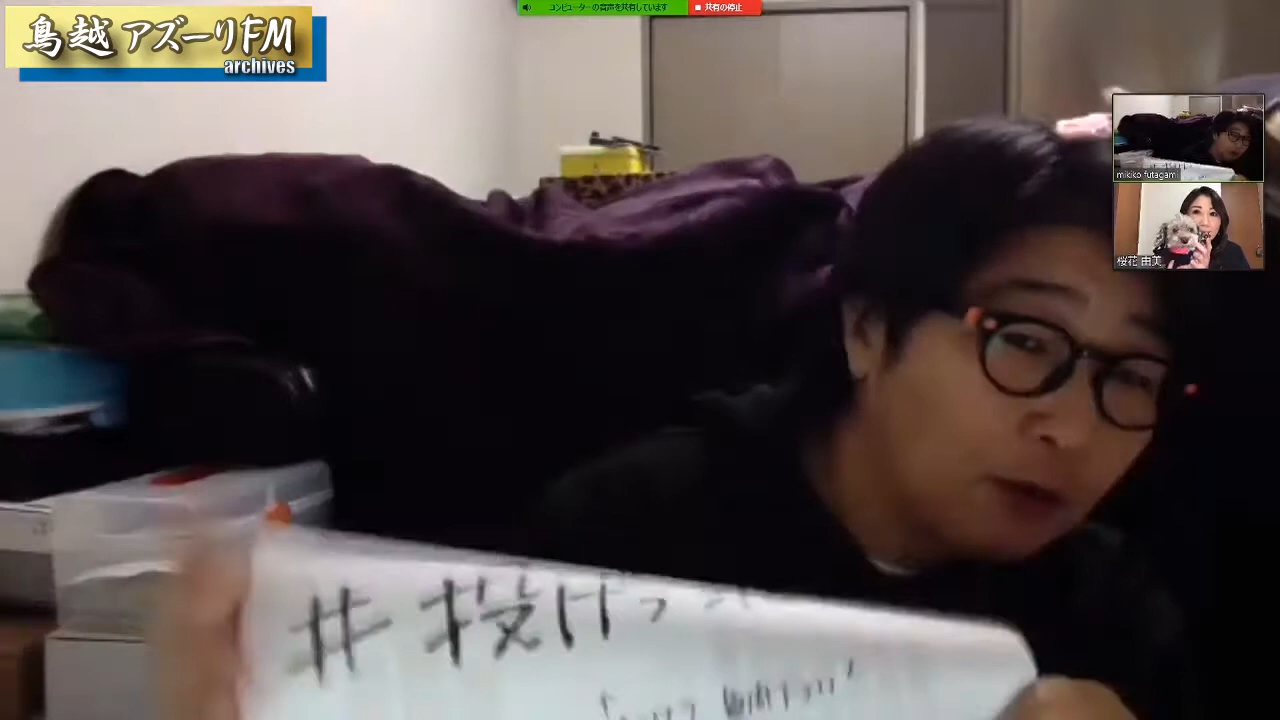 鳥越 アズーリFM
archives
コンピューターの音声を共有しています
共有の停止
mikiko futagami
桜花 由美
#投げ